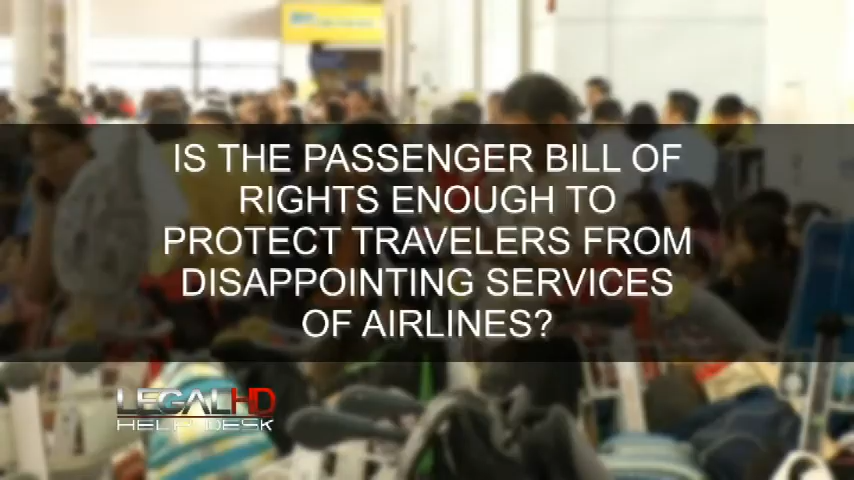 IS THE PASSENGER BILL OF
RIGHTS ENOUGH TO
PROTECT TRAVELERS FROM
DISAPPOINTING SERVICES
OF AIRLINES?
LEGALHD
HELP DESK